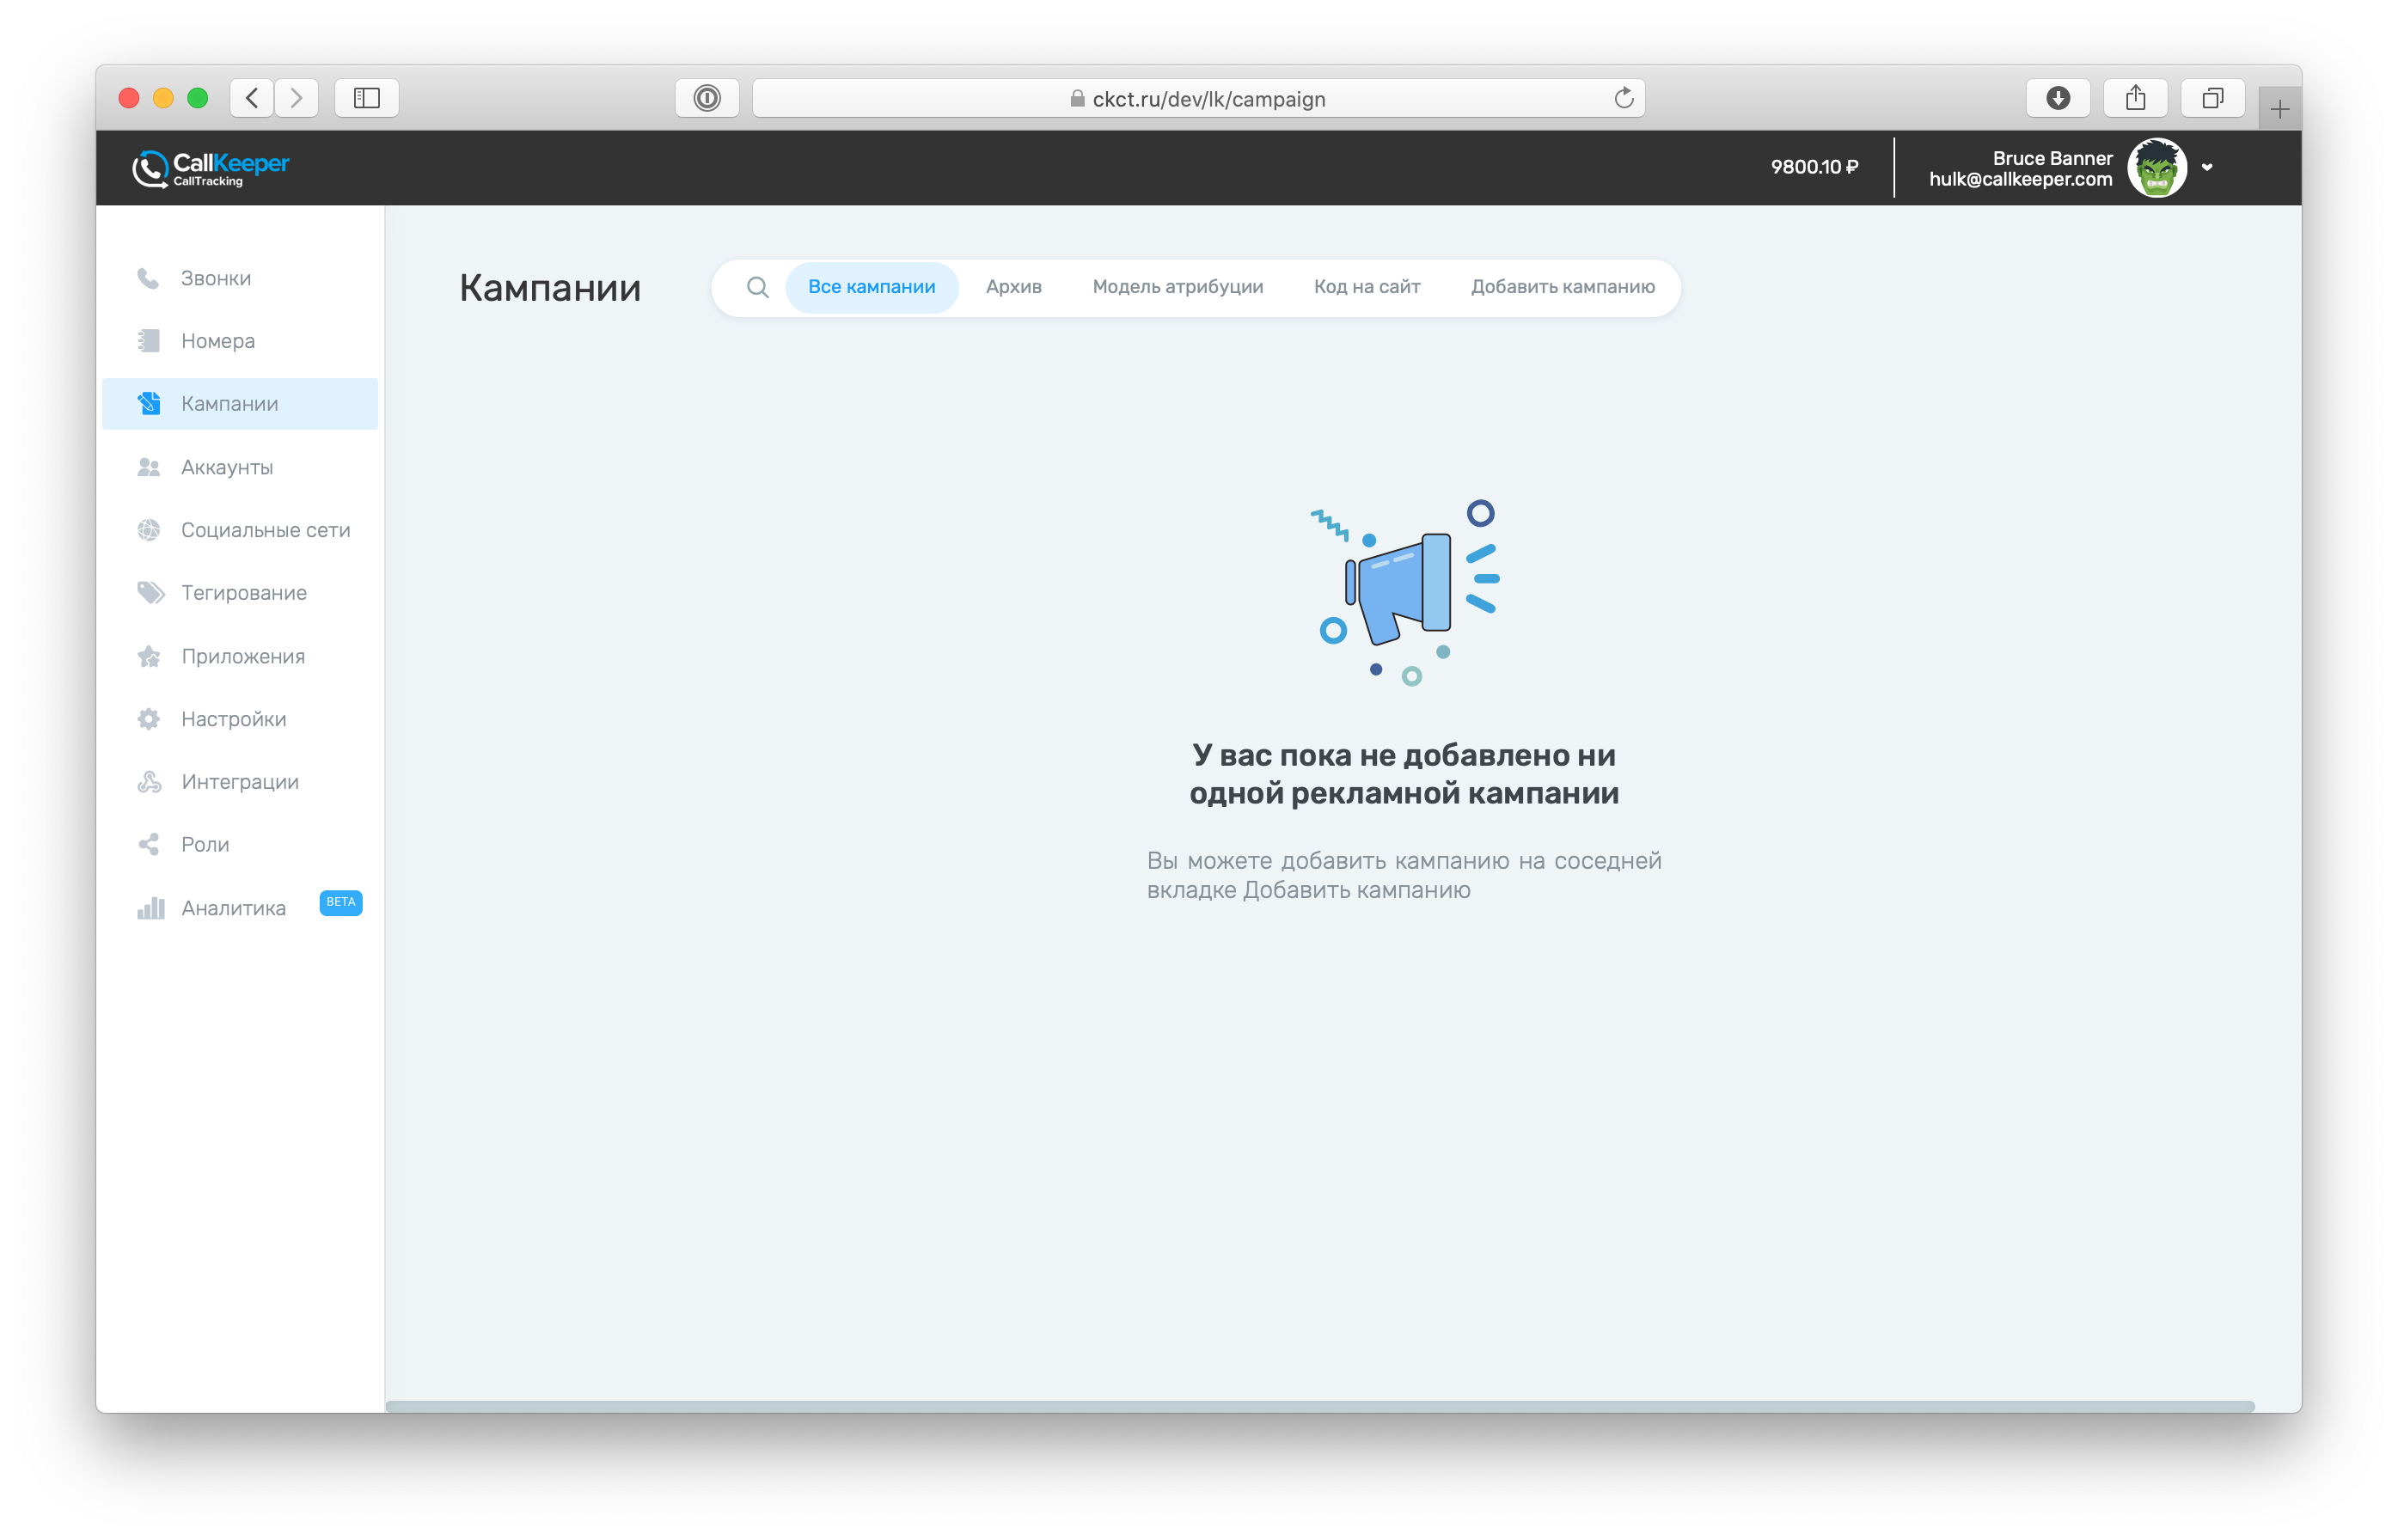 ckct.ru/dev/lk/campaign
CallKeeper
CallTracking
9800.10 ₽
Bruce Banner
hulk@callkeeper.com
Звонки
Номера
Кампании
Аккаунты
Социальные сети
Тегирование
Приложения
Настройки
Интеграции
Роли
Аналитика BETA
Кампании
Все кампании Архив Модель атрибуции Код на сайт Добавить кампанию
У вас пока не добавлено ни
одной рекламной кампании
Вы можете добавить кампанию на соседней
вкладке Добавить кампанию